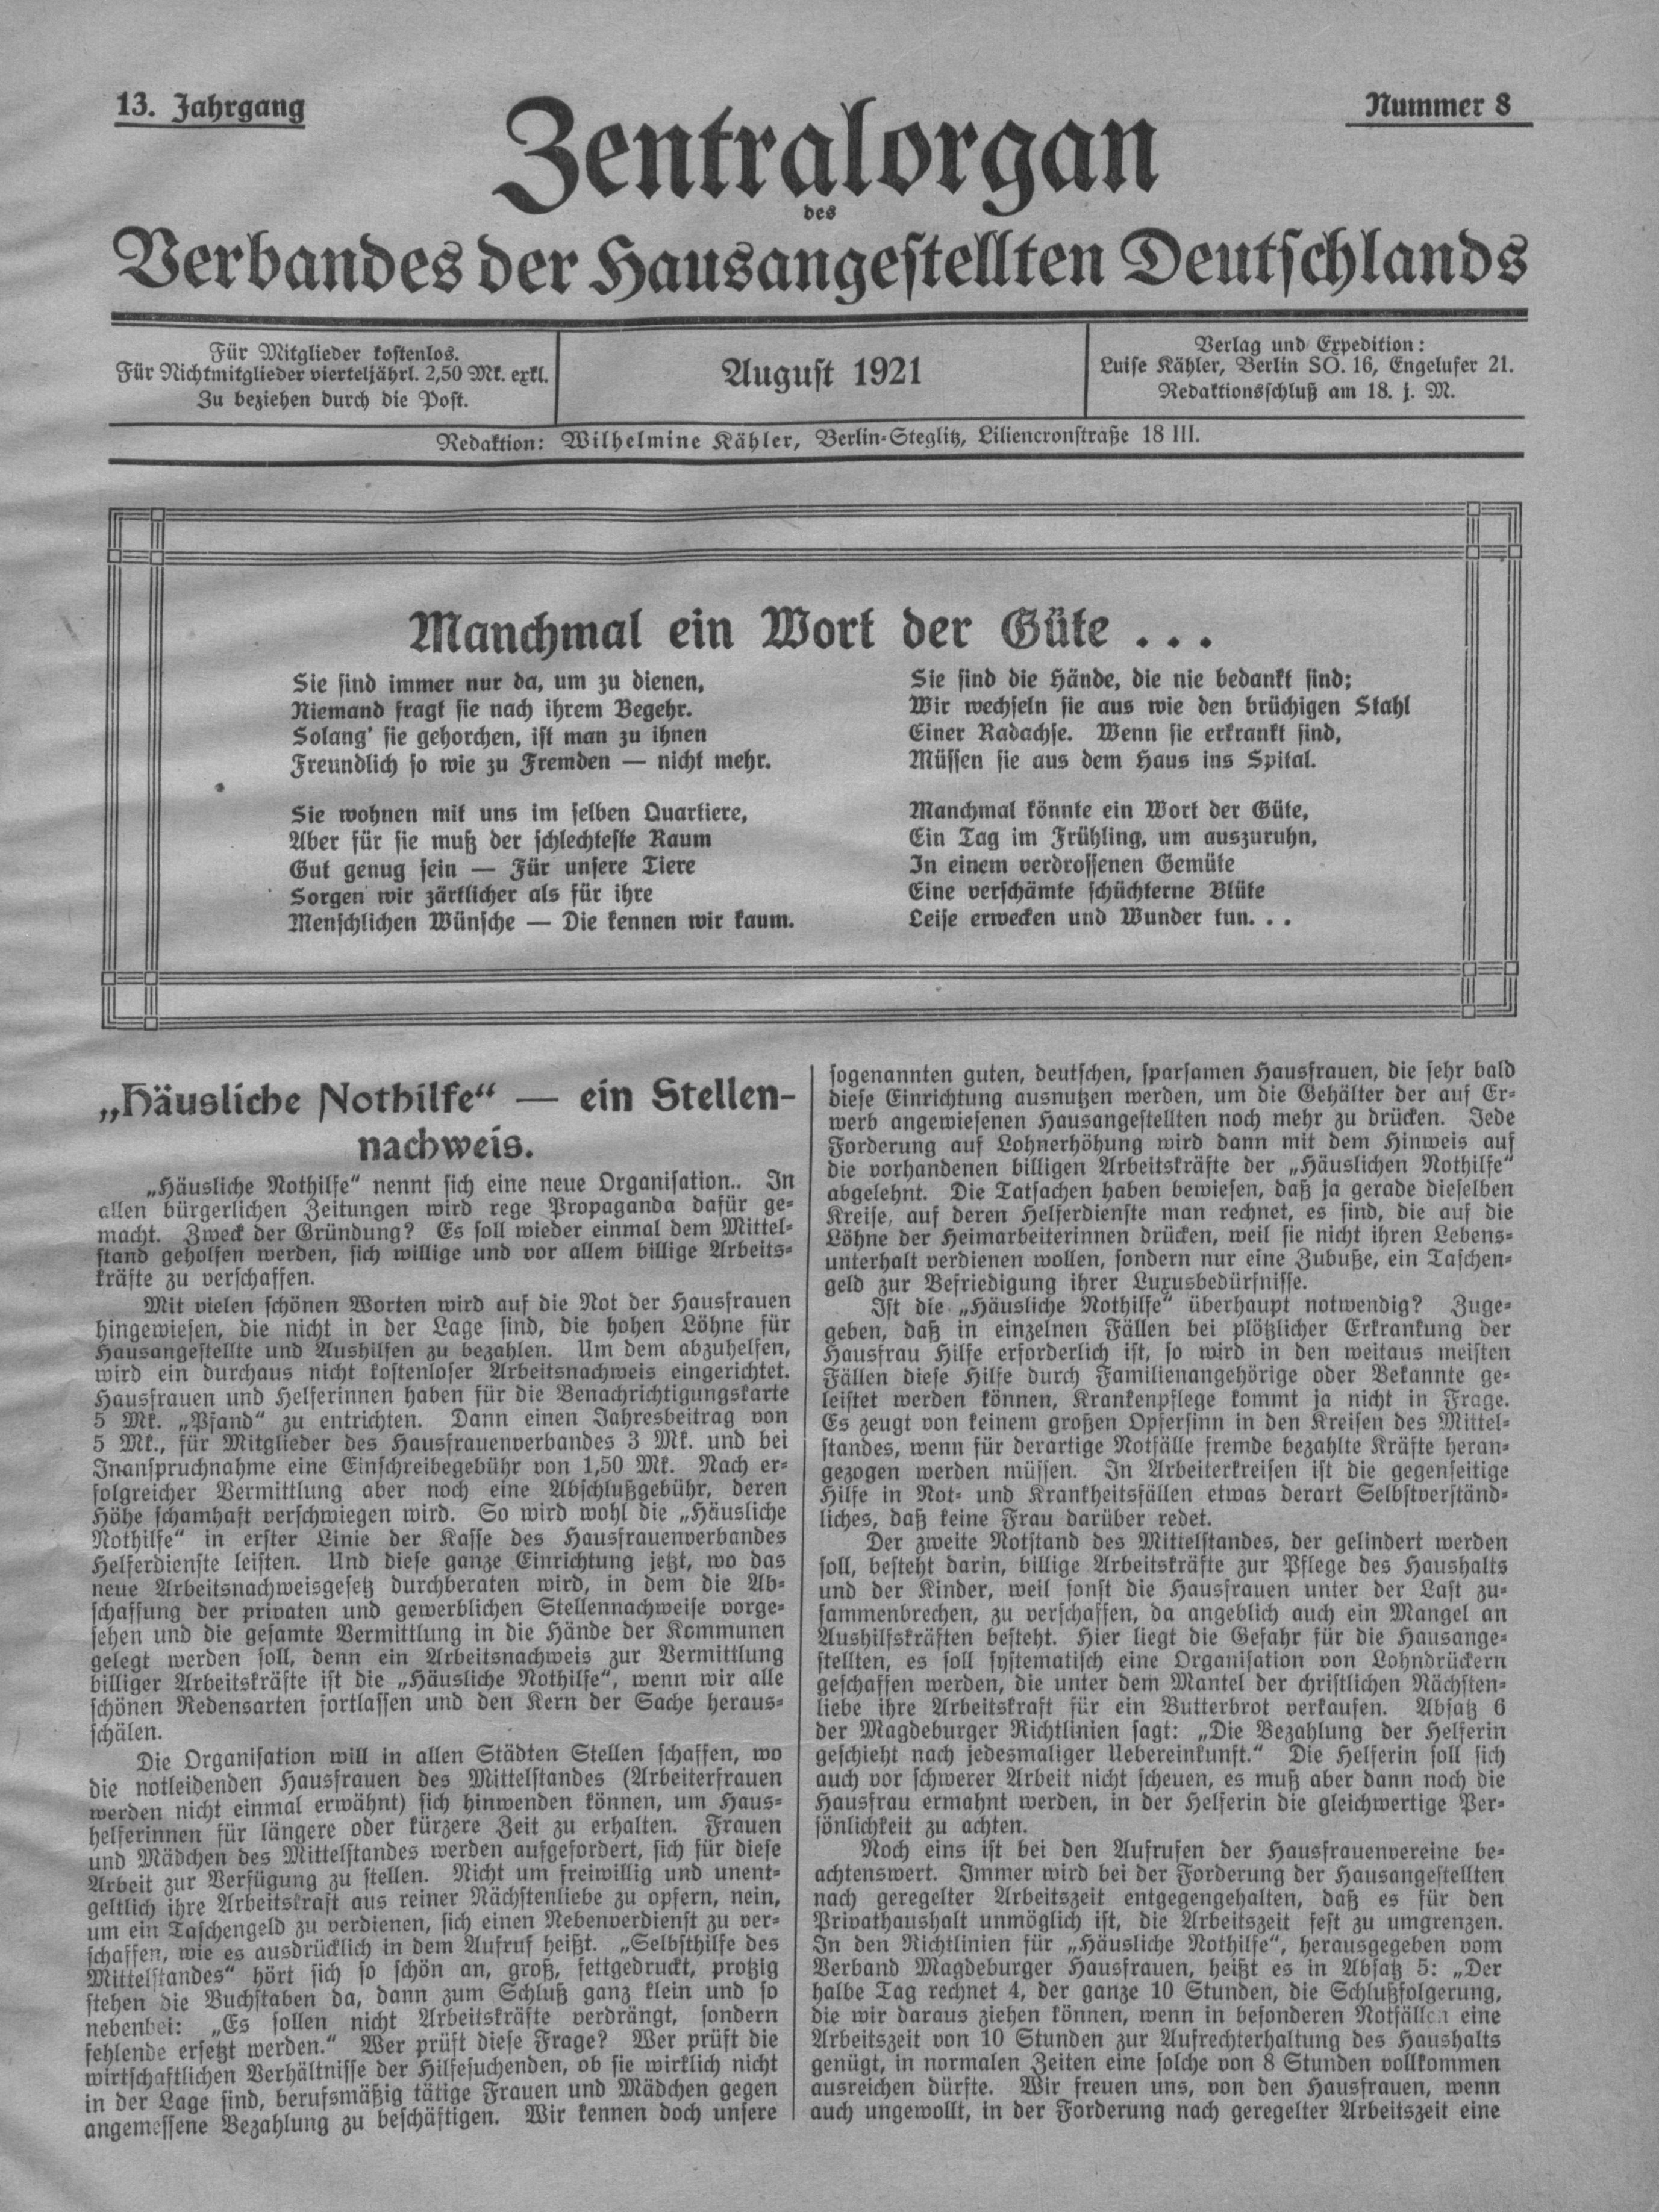 13. Jahrgang
Nummer 8
Zentralorgan
des
Verbandes der Hausangestellten Deutschlands
Für Mitglieder kostenlos.
Für Nichtmitglieder vierteljährl. 2,50 Mk. exkl.
Zu beziehen durch die Post.
August 1921
Verlag und Expedition:
Luise Kähler, Berlin SO. 16, Engelufer 21.
Redaktionsschluß am 18. j. M.
Redaktion: Wilhelmine Kähler, Berlin-Steglitz, Liliencronstraße 18 III.
Manchmal ein Wort der Güte . . .
Sie sind immer nur da, um zu dienen,
Niemand fragt sie nach ihrem Begehr.
Solang' sie gehorchen, ist man zu ihnen
Freundlich so wie zu Fremden — nicht mehr.
Sie wohnen mit uns im selben Quartiere,
Aber für sie muß der schlechteste Raum
Gut genug sein — Für unsere Tiere
Sorgen wir zärtlicher als für ihre
Menschlichen Wünsche — Die kennen wir kaum.
Sie sind die Hände, die nie bedankt sind;
Wir wechseln sie aus wie den brüchigen Stahl
Einer Radachse. Wenn sie erkrankt sind,
Müssen sie aus dem Haus ins Spital.
Manchmal könnte ein Wort der Güte,
Ein Tag im Frühling, um auszuruhn,
In einem verdrossenen Gemüte
Eine verschämte schüchterne Blüte
Leise erwecken und Wunder tun. . .
„Häusliche Nothilfe“ — ein Stellen-
nachweis.
„Häusliche Nothilfe“ nennt sich eine neue Organisation.. In
allen bürgerlichen Zeitungen wird rege Propaganda dafür ge-
macht. Zweck der Gründung? Es soll wieder einmal dem Mittel-
stand geholfen werden, sich willige und vor allem billige Arbeits-
kräfte zu verschaffen.
Mit vielen schönen Worten wird auf die Not der Hausfrauen
hingewiesen, die nicht in der Lage sind, die hohen Löhne für
Hausangestellte und Aushilfen zu bezahlen. Um dem abzuhelfen,
wird ein durchaus nicht kostenloser Arbeitsnachweis eingerichtet.
Hausfrauen und Helferinnen haben für die Benachrichtigungskarte
5 Mk. „Pfand“ zu entrichten. Dann einen Jahresbeitrag von
5 Mk., für Mitglieder des Hausfrauenverbandes 3 Mk. und bei
Inanspruchnahme eine Einschreibegebühr von 1,50 Mk. Nach er-
folgreicher Vermittlung aber noch eine Abschlußgebühr, deren
Höhe schamhaft verschwiegen wird. So wird wohl die „Häusliche
Nothilfe“ in erster Linie der Kasse des Hausfrauenverbandes
Helferdienste leisten. Und diese ganze Einrichtung jetzt, wo das
neue Arbeitsnachweisgesetz durchberaten wird, in dem die Ab-
schaffung der privaten und gewerblichen Stellennachweise vorge-
sehen und die gesamte Vermittlung in die Hände der Kommunen
gelegt werden soll, denn ein Arbeitsnachweis zur Vermittlung
billiger Arbeitskräfte ist die „Häusliche Nothilfe“, wenn wir alle
schönen Redensarten fortlassen und den Kern der Sache heraus-
schälen.
Die Organisation will in allen Städten Stellen schaffen, wo
die notleidenden Hausfrauen des Mittelstandes (Arbeiterfrauen
werden nicht einmal erwähnt) sich hinwenden können, um Haus-
helferinnen für längere oder kürzere Zeit zu erhalten. Frauen
und Mädchen des Mittelstandes werden aufgefordert, sich für diese
Arbeit zur Verfügung zu stellen. Nicht um freiwillig und unent-
geltlich ihre Arbeitskraft aus reiner Nächstenliebe zu opfern, nein,
um ein Taschengeld zu verdienen, sich einen Nebenverdienst zu ver-
schaffen, wie es ausdrücklich in dem Aufruf heißt. „Selbsthilfe des
Mittelstandes“ hört sich so schön an, groß, fettgedruckt, protzig
stehen die Buchstaben da, dann zum Schluß ganz klein und so
nebenbei: „Es sollen nicht Arbeitskräfte verdrängt, sondern
fehlende ersetzt werden.“ Wer prüft diese Frage? Wer prüft die
wirtschaftlichen Verhältnisse der Hilfesuchenden, ob sie wirklich nicht
in der Lage sind, berufsmäßig tätige Frauen und Mädchen gegen
angemessene Bezahlung zu beschäftigen. Wir kennen doch unsere
sogenannten guten, deutschen, sparsamen Hausfrauen, die sehr bald
diese Einrichtung ausnutzen werden, um die Gehälter der auf Er-
werb angewiesenen Hausangestellten noch mehr zu drücken. Jede
Forderung auf Lohnerhöhung wird dann mit dem Hinweis auf
die vorhandenen billigen Arbeitskräfte der „Häuslichen Nothilfe“
abgelehnt. Die Tatsachen haben bewiesen, daß ja gerade dieselben
Kreise, auf deren Helferdienste man rechnet, es sind, die auf die
Löhne der Heimarbeiterinnen drücken, weil sie nicht ihren Lebens-
unterhalt verdienen wollen, sondern nur eine Zubuße, ein Taschen-
geld zur Befriedigung ihrer Luxusbedürfnisse.
Ist die „Häusliche Nothilfe“ überhaupt notwendig? Zuge-
geben, daß in einzelnen Fällen bei plötzlicher Erkrankung der
Hausfrau Hilfe erforderlich ist, so wird in den weitaus meisten
Fällen diese Hilfe durch Familienangehörige oder Bekannte ge-
leistet werden können, Krankenpflege kommt ja nicht in Frage.
Es zeugt von keinem großen Opfersinn in den Kreisen des Mittel-
standes, wenn für derartige Notfälle fremde bezahlte Kräfte heran-
gezogen werden müssen. In Arbeiterkreisen ist die gegenseitige
Hilfe in Not- und Krankheitsfällen etwas derart Selbstverständ-
liches, daß keine Frau darüber redet.
Der zweite Notstand des Mittelstandes, der gelindert werden
soll, besteht darin, billige Arbeitskräfte zur Pflege des Haushalts
und der Kinder, weil sonst die Hausfrauen unter der Last zu-
sammenbrechen, zu verschaffen, da angeblich auch ein Mangel an
Aushilfskräften besteht. Hier liegt die Gefahr für die Hausange-
stellten, es soll systematisch eine Organisation von Lohndrückern
geschaffen werden, die unter dem Mantel der christlichen Nächsten-
liebe ihre Arbeitskraft für ein Butterbrot verkaufen. Absatz 6
der Magdeburger Richtlinien sagt: „Die Bezahlung der Helferin
geschieht nach jedesmaliger Uebereinkunft.“ Die Helferin soll sich
auch vor schwerer Arbeit nicht scheuen, es muß aber dann noch die
Hausfrau ermahnt werden, in der Helferin die gleichwertige Per-
sönlichkeit zu achten.
Noch eins ist bei den Aufrufen der Hausfrauenvereine be-
achtenswert. Immer wird bei der Forderung der Hausangestellten
nach geregelter Arbeitszeit entgegengehalten, daß es für den
Privathaushalt unmöglich ist, die Arbeitszeit fest zu umgrenzen.
In den Richtlinien für „Häusliche Nothilfe“, herausgegeben vom
Verband Magdeburger Hausfrauen, heißt es in Absatz 5: „Der
halbe Tag rechnet 4, der ganze 10 Stunden, die Schlußfolgerung,
die wir daraus ziehen können, wenn in besonderen Notfällen eine
Arbeitszeit von 10 Stunden zur Aufrechterhaltung des Haushalts
genügt, in normalen Zeiten eine solche von 8 Stunden vollkommen
ausreichen dürfte. Wir freuen uns, von den Hausfrauen, wenn
auch ungewollt, in der Forderung nach geregelter Arbeitszeit eine